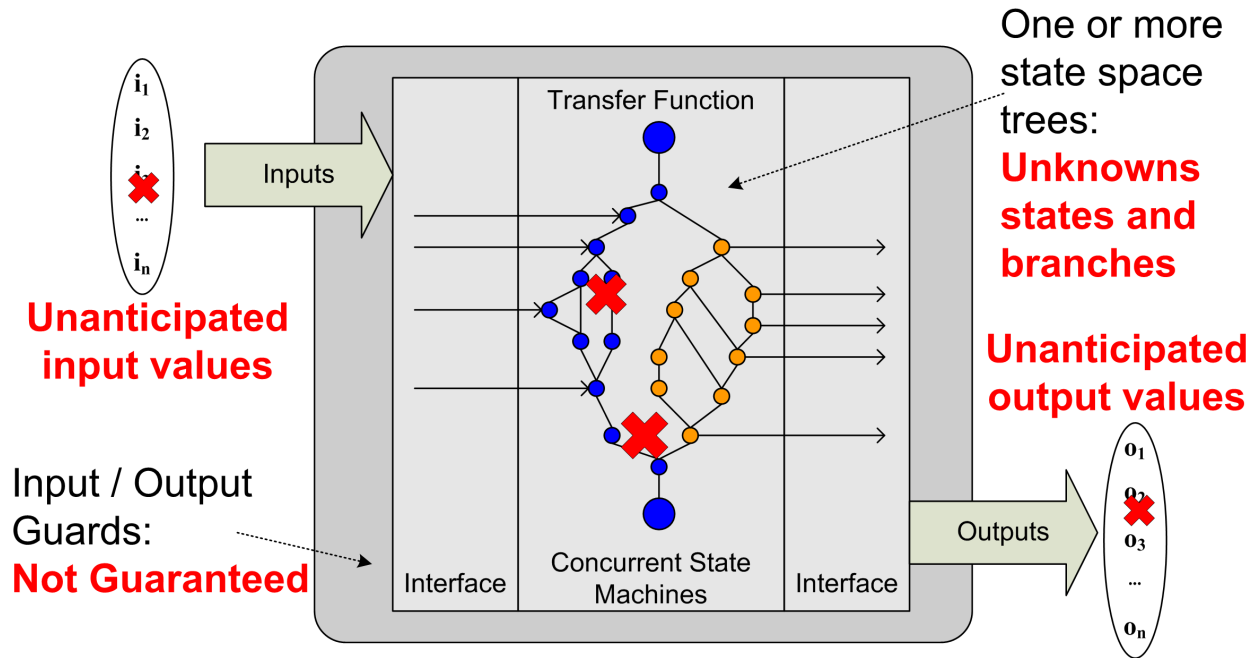 i1
i2
...
in
Unanticipated
input values
Inputs
Input / Output
Guards:
Not Guaranteed
Transfer Function
Interface
Concurrent State
Machines
Interface
One or more
state space
trees:
Unknowns
states and
branches
Unanticipated
output values
Outputs
o1
o2
o3
...
on